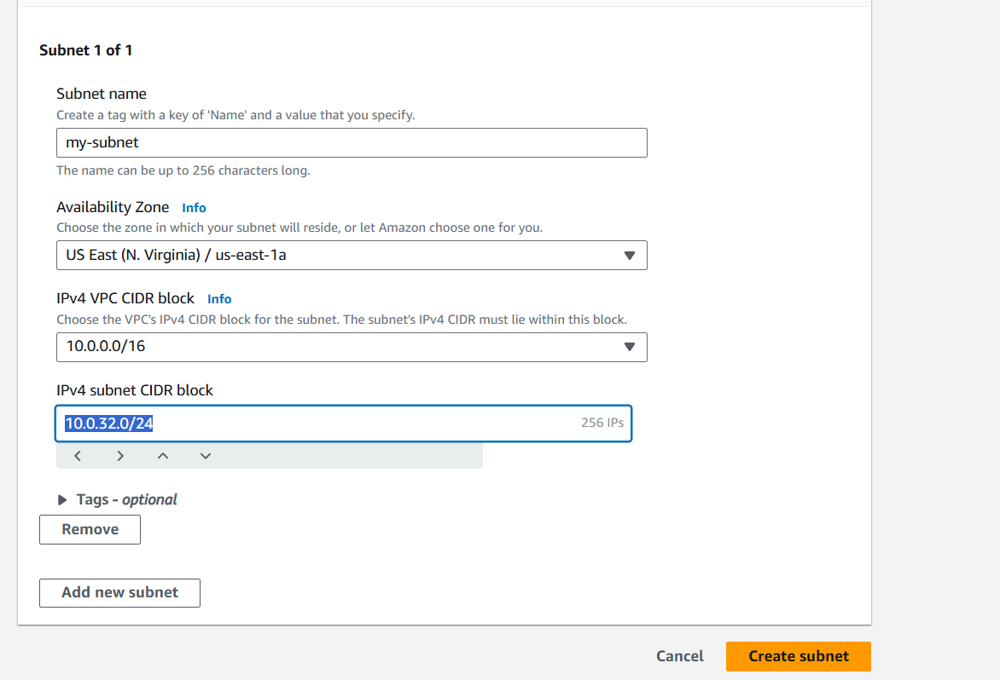 Subnet 1 of 1
Subnet name
Create a tag with a key of 'Name' and a value that you specify.
my-subnet
The name can be up to 256 characters long.
Availability Zone Info
Choose the zone in which your subnet will reside, or let Amazon choose one for you.
US East (N. Virginia) / us-east-1a
IPv4 VPC CIDR block Info
Choose the VPC's IPv4 CIDR block for the subnet. The subnet's IPv4 CIDR must lie within this block.
10.0.0.0/16
IPv4 subnet CIDR block
10.0.32.0/24 256 IPs
Tags - optional
Remove
Add new subnet
Cancel Create subnet